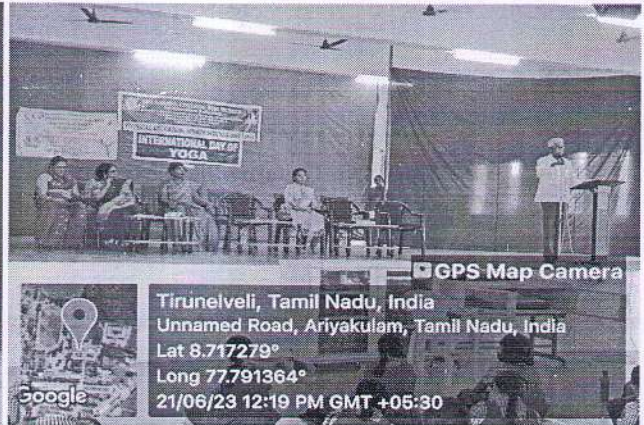 INTERNATIONAL DAY OF
YOGA
GPS Map Camera
Tirunelveli, Tamil Nadu, India
Unnamed Road, Ariyakulam, Tamil Nadu, India
Lat 8.717279°
Long 77.791364°
21/06/23 12:19 PM GMT +05:30
Google